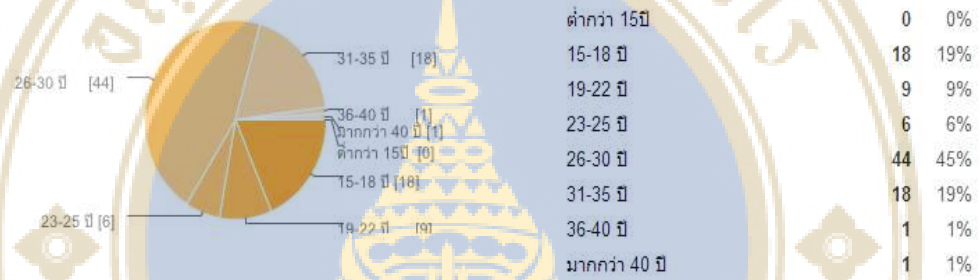 31-35 ปี [18]
26-30 ปี [44]
36-40 ปี [1]
มากกว่า 40 ปี [1]
ต่ำกว่า 15ปี [0]
15-18 ปี [18]
23-25 ปี [6]
19-22 ปี [9]
ต่ำกว่า 15ปี 0 0%
15-18 ปี 18 19%
19-22 ปี 9 9%
23-25 ปี 6 6%
26-30 ปี 44 45%
31-35 ปี 18 19%
36-40 ปี 1 1%
มากกว่า 40 ปี 1 1%